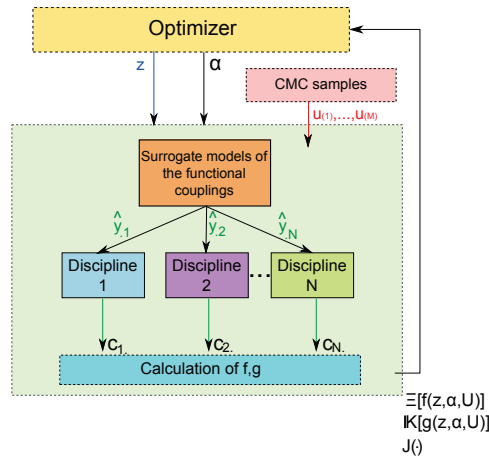 Optimizer
z α
CMC samples
u(1),...,u(M)
Surrogate models of
the functional
couplings
ŷ.1 ŷ.2 ŷ.N
Discipline
1
Discipline
2
...
Discipline
N
c1. c2. cN.
Calculation of f,g
Ξ[f(z,α,U)]
𝕂[g(z,α,U)]
J(·)